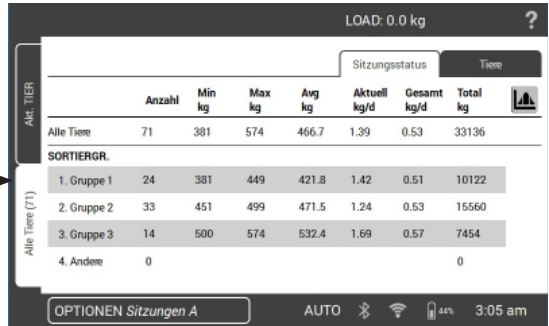 LOAD: 0.0 kg ?
Sitzungsstatus Tiere
Akt. TIER
Alle Tiere (71)
Anzahl Min kg Max kg Avg kg Aktuell kg/d Gesamt kg/d Total kg
Alle Tiere 71 381 574 466.7 1.39 0.53 33136
SORTIERGR.
1. Gruppe 1 24 381 449 421.8 1.42 0.51 10122
2. Gruppe 2 33 451 499 471.5 1.24 0.53 15560
3. Gruppe 3 14 500 574 532.4 1.69 0.57 7454
4. Andere 0 0
OPTIONEN Sitzungen A AUTO 44% 3:05 am